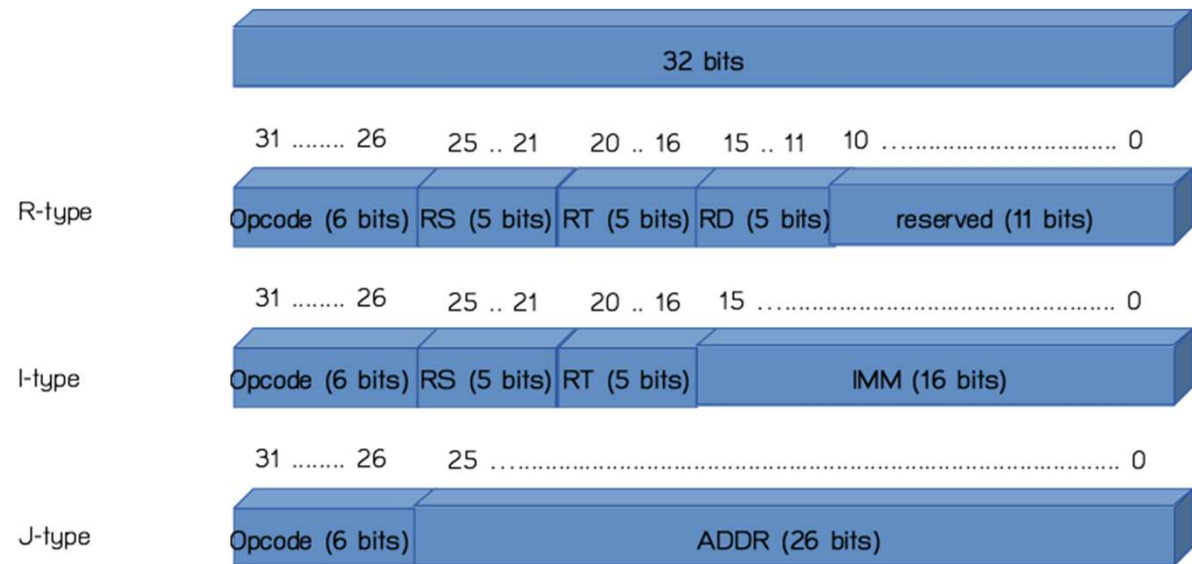 32 bits
31 ........ 26 25 .. 21 20 .. 16 15 .. 11 10 ................................. 0
R-type Opcode (6 bits) RS (5 bits) RT (5 bits) RD (5 bits) reserved (11 bits)
31 ........ 26 25 .. 21 20 .. 16 15 ...................................................... 0
I-type Opcode (6 bits) RS (5 bits) RT (5 bits) IMM (16 bits)
31 ........ 26 25 ................................................................................................... 0
J-type Opcode (6 bits) ADDR (26 bits)